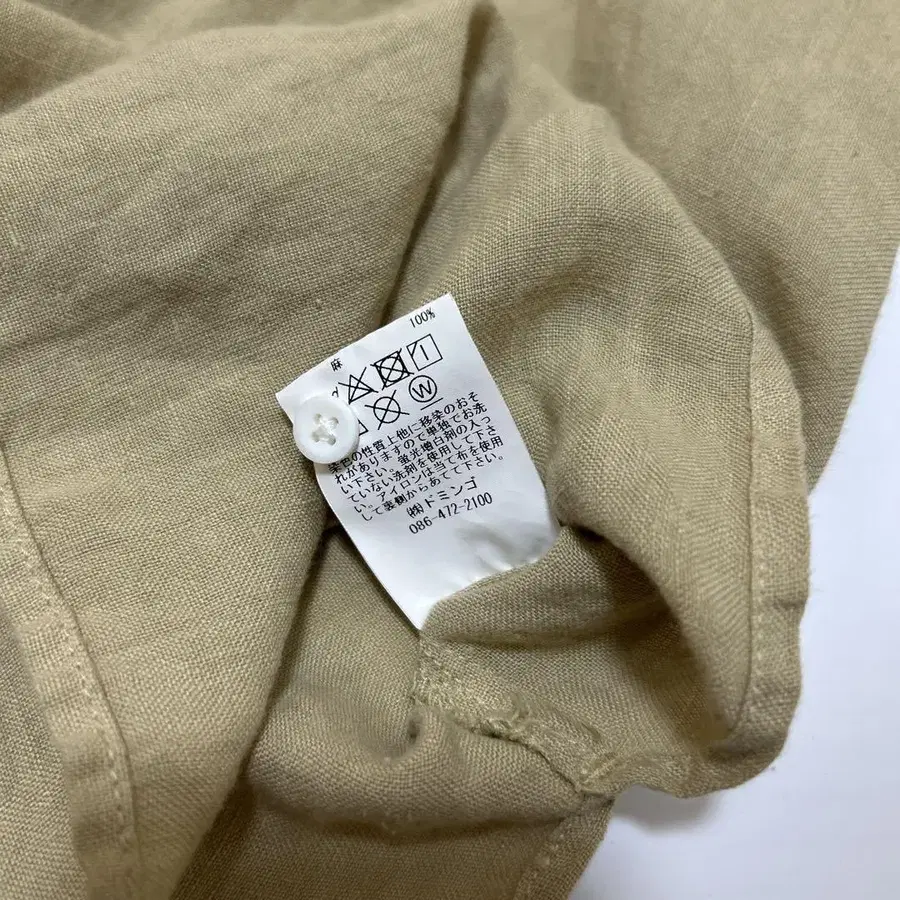 麻 100%
W
染色の性質上他に移染のおそ
れがありますので単独でお洗
い下さい。蛍光増白剤の入っ
ていない洗剤を使用して下さ
い。アイロンは当て布を使用
して裏側からあてて下さい
㈱ドミンゴ
086-472-2100